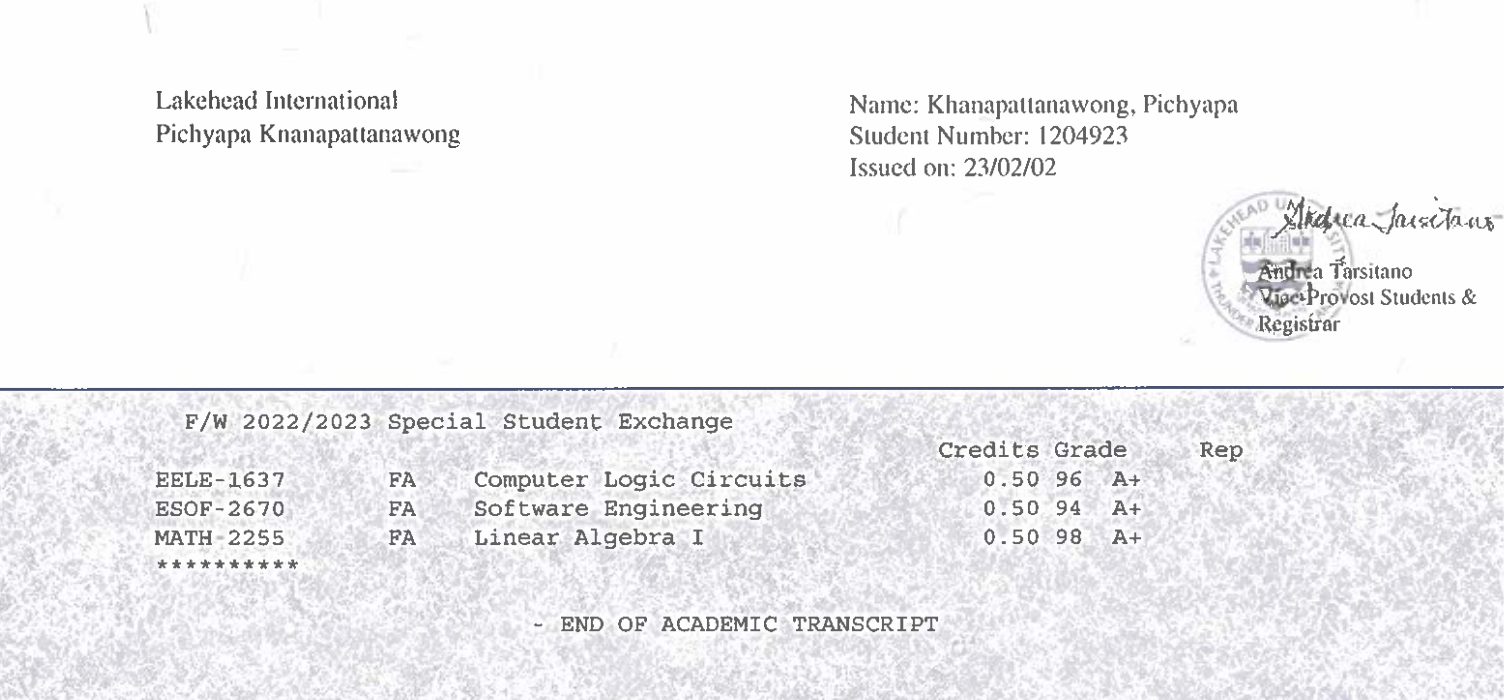 Lakehead International
Pichyapa Knanapattanawong
Name: Khanapattanawong, Pichyapa
Student Number: 1204923
Issued on: 23/02/02
LAKEHEAD UNIVERSITY
THUNDER
Andrea Tarsitano
Andrea Tarsitano
Vice-Provost Students &
Registrar
F/W 2022/2023 Special Student Exchange
Credits Grade Rep
EELE-1637 FA Computer Logic Circuits 0.50 96 A+
ESOF-2670 FA Software Engineering 0.50 94 A+
MATH-2255 FA Linear Algebra I 0.50 98 A+
**********
- END OF ACADEMIC TRANSCRIPT